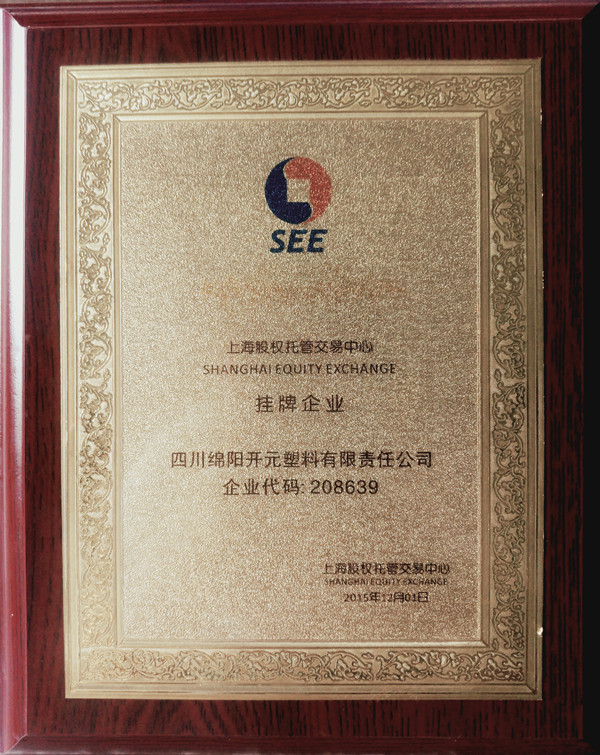 SEE
上海股权托管交易中心
SHANGHAI EQUITY EXCHANGE
挂牌企业
四川绵阳开元塑料有限责任公司
企业代码: 208639
上海股权托管交易中心
SHANGHAI EQUITY EXCHANGE
2015年12月01日